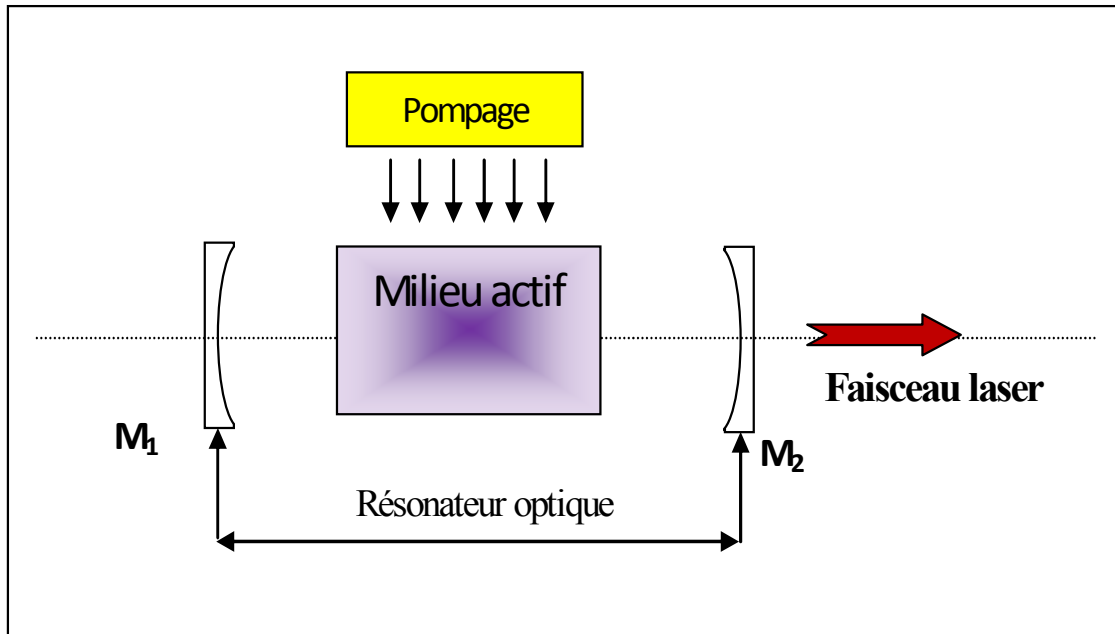 Pompage
Milieu actif
Faisceau laser
M₁
M₂
Résonateur optique